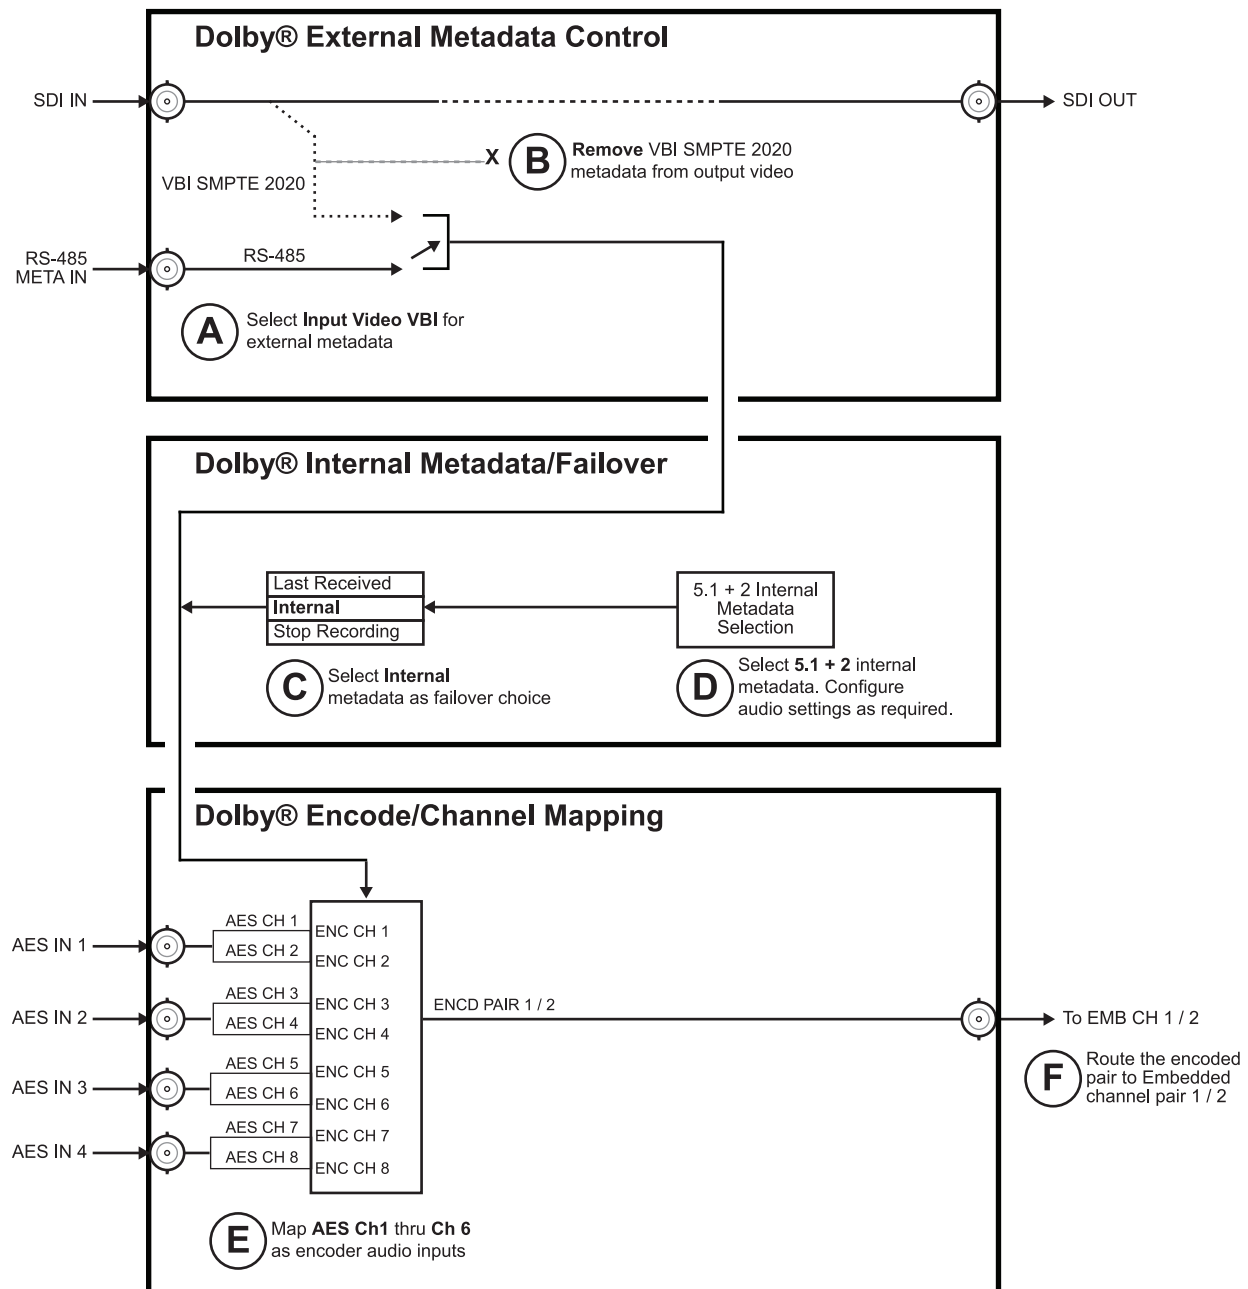 Dolby® External Metadata Control
SDI IN
SDI OUT
X
B
Remove VBI SMPTE 2020
metadata from output video
VBI SMPTE 2020
RS-485
META IN
RS-485
A
Select Input Video VBI for
external metadata
Dolby® Internal Metadata/Failover
Last Received
Internal
Stop Recording
5.1 + 2 Internal
Metadada
Selection
C
Select Internal
metadata as failover choice
D
Select 5.1 + 2 internal
metadata. Configure
audio settings as required.
Dolby® Encode/Channel Mapping
AES IN 1
AES CH 1
AES CH 2
ENC CH 1
ENC CH 2
AES IN 2
AES CH 3
AES CH 4
ENC CH 3
ENC CH 4
ENCD PAIR 1 / 2
To EMB CH 1 / 2
AES IN 3
AES CH 5
AES CH 6
ENC CH 5
ENC CH 6
F
Route the encoded
pair to Embedded
channel pair 1 / 2
AES IN 4
AES CH 7
AES CH 8
ENC CH 7
ENC CH 8
E
Map AES Ch1 thru Ch 6
as encoder audio inputs